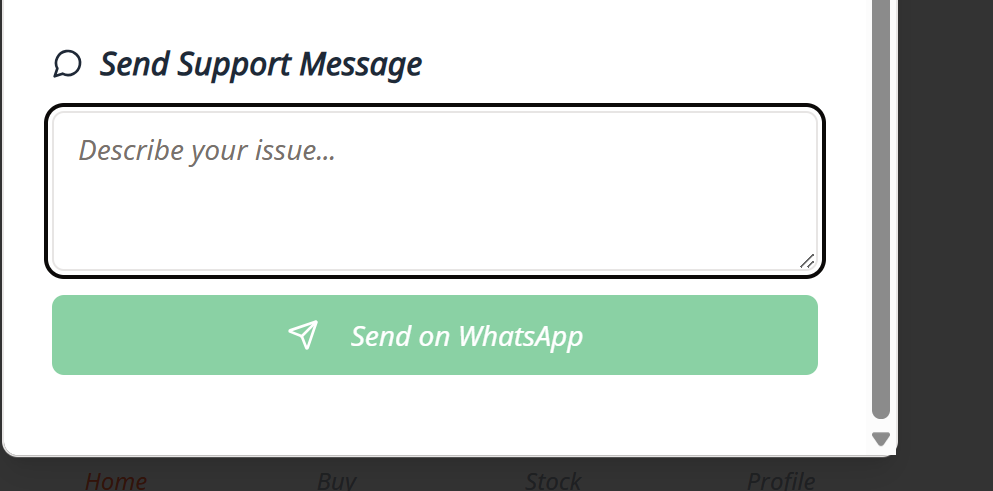 Send Support Message
Describe your issue...
Send on WhatsApp
Home Buy Stock Profile